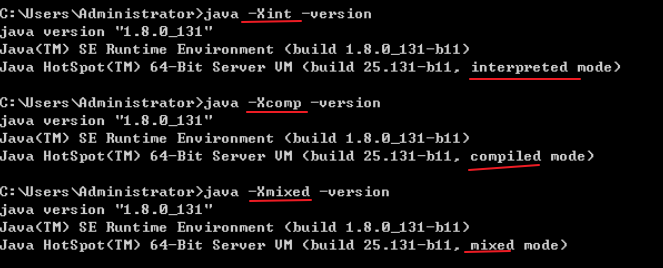 C:\Users\Administrator>java -Xint -version
java version "1.8.0_131"
Java(TM) SE Runtime Environment (build 1.8.0_131-b11)
Java HotSpot(TM) 64-Bit Server VM (build 25.131-b11, interpreted mode)
C:\Users\Administrator>java -Xcomp -version
java version "1.8.0_131"
Java(TM) SE Runtime Environment (build 1.8.0_131-b11)
Java HotSpot(TM) 64-Bit Server VM (build 25.131-b11, compiled mode)
C:\Users\Administrator>java -Xmixed -version
java version "1.8.0_131"
Java(TM) SE Runtime Environment (build 1.8.0_131-b11)
Java HotSpot(TM) 64-Bit Server VM (build 25.131-b11, mixed mode)